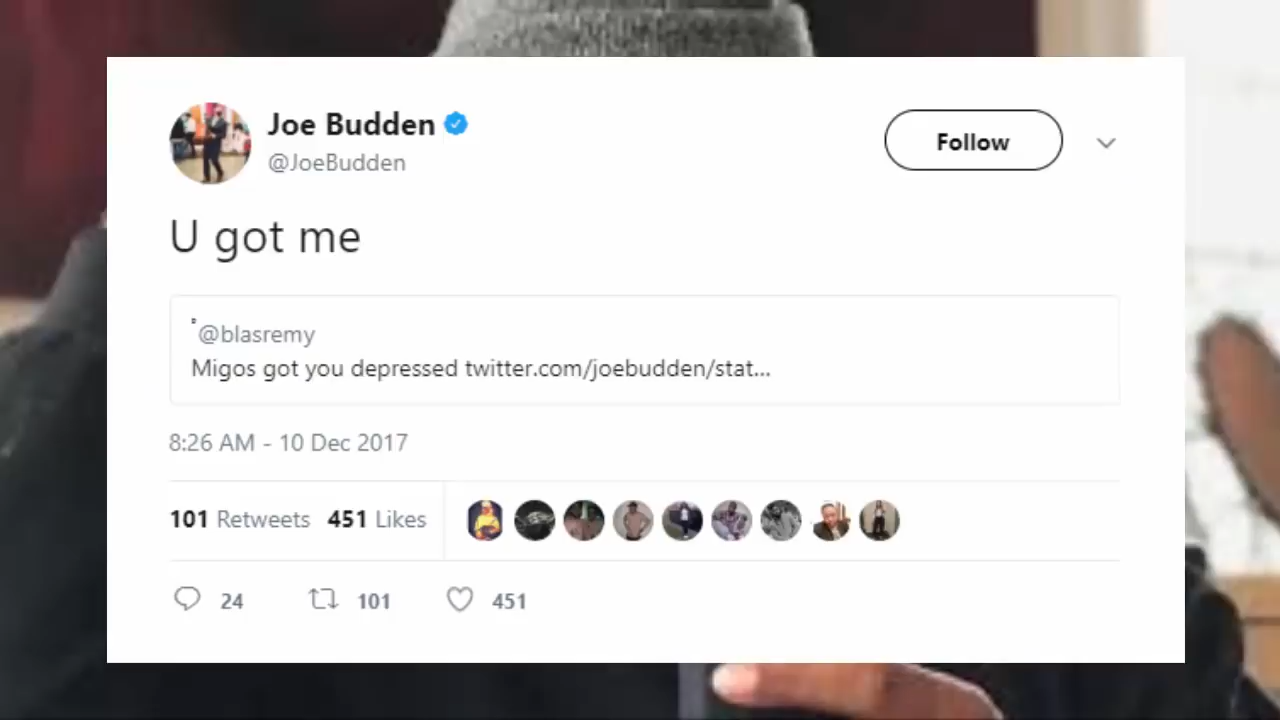 Joe Budden
@JoeBudden
Follow
U got me
@blasremy
Migos got you depressed twitter.com/joebudden/stat...
8:26 AM - 10 Dec 2017
101 Retweets 451 Likes
24 101 451